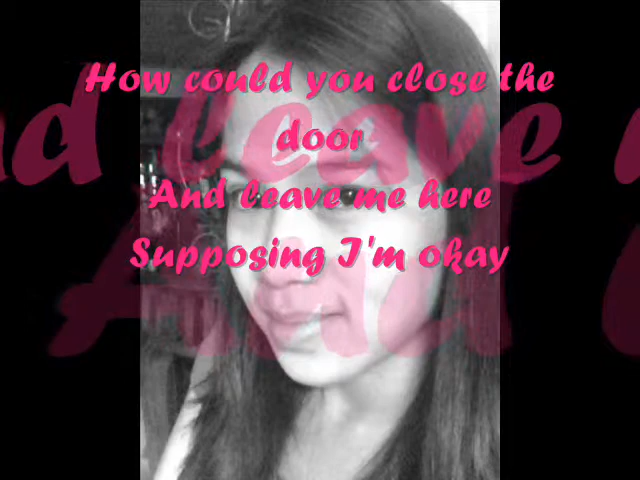 How could you close the
door
And leave me here
Supposing I'm okay